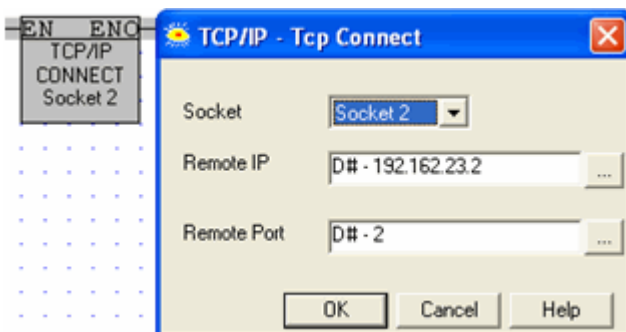 EN ENO
TCP/IP
CONNECT
Socket 2
TCP/IP - Tcp Connect
Socket
Socket 2
Remote IP
D# - 192.162.23.2
...
Remote Port
D# - 2
...
OK Cancel Help